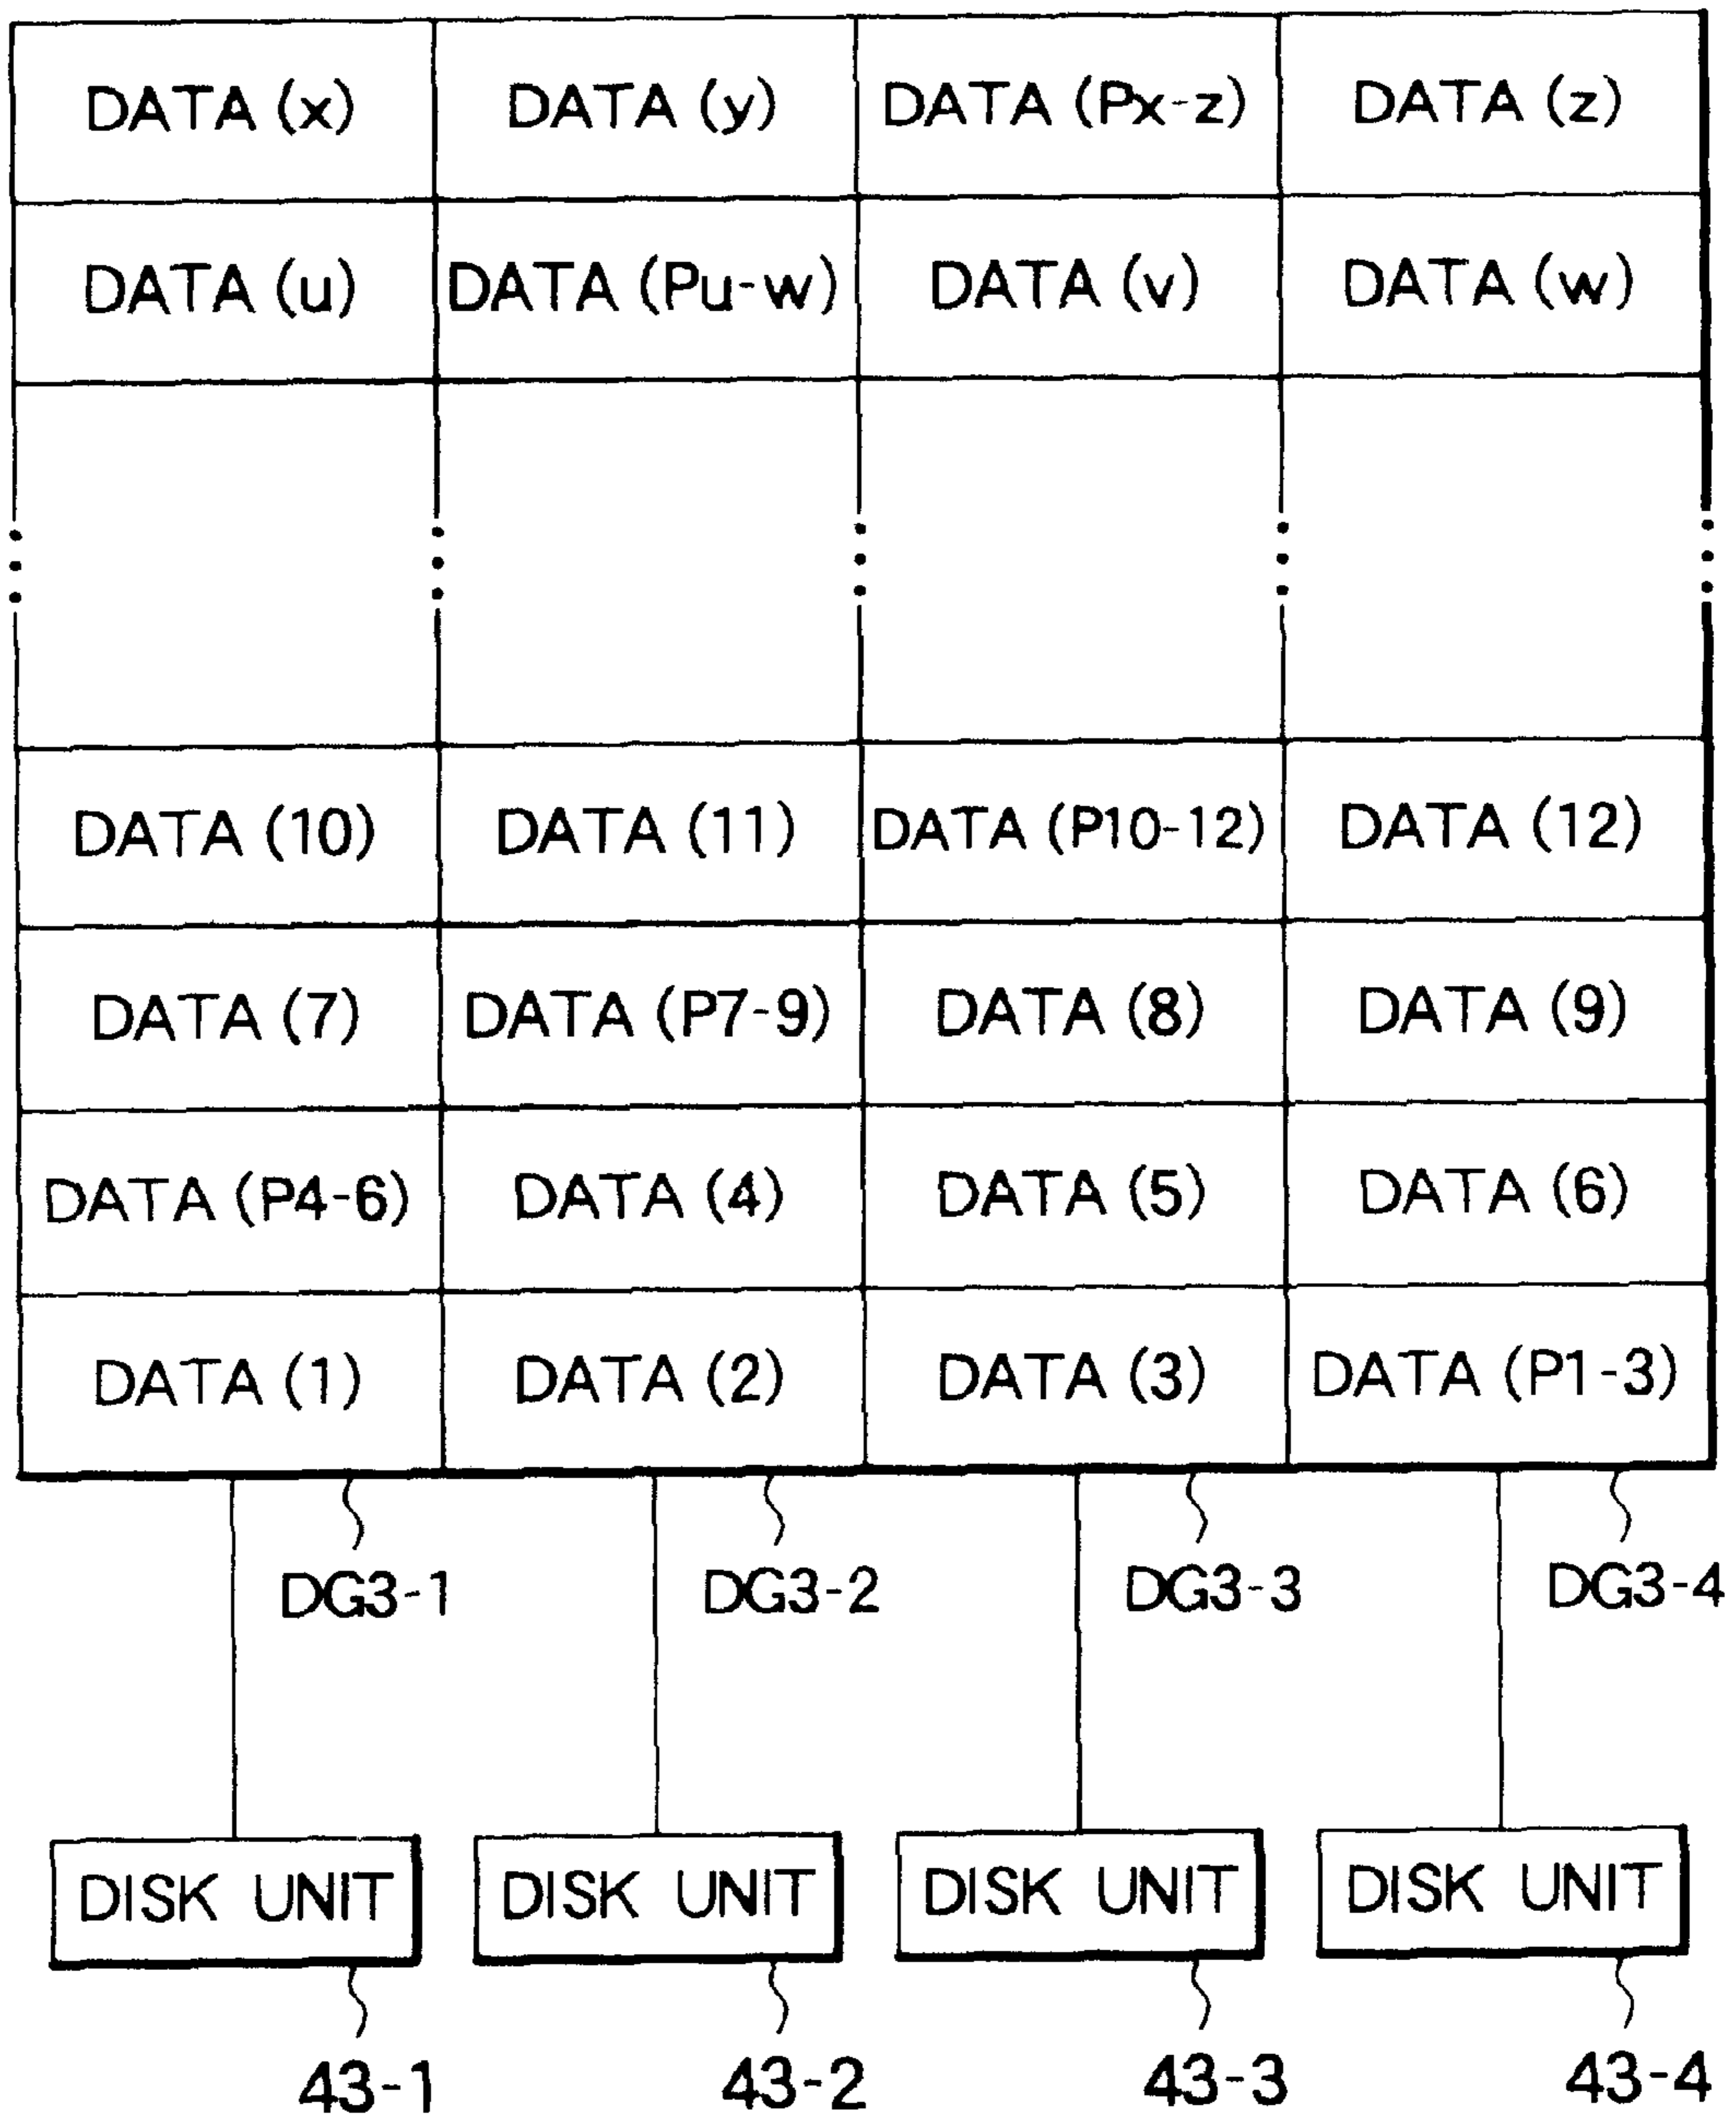 DATA (x) DATA (y) DATA (Px-z) DATA (z)
DATA (u) DATA (Pu-w) DATA (v) DATA (w)
DATA (10) DATA (11) DATA (P10-12) DATA (12)
DATA (7) DATA (P7-9) DATA (8) DATA (9)
DATA (P4-6) DATA (4) DATA (5) DATA (6)
DATA (1) DATA (2) DATA (3) DATA (P1-3)
DG3-1 DG3-2 DG3-3 DG3-4
DISK UNIT DISK UNIT DISK UNIT DISK UNIT
43-1 43-2 43-3 43-4